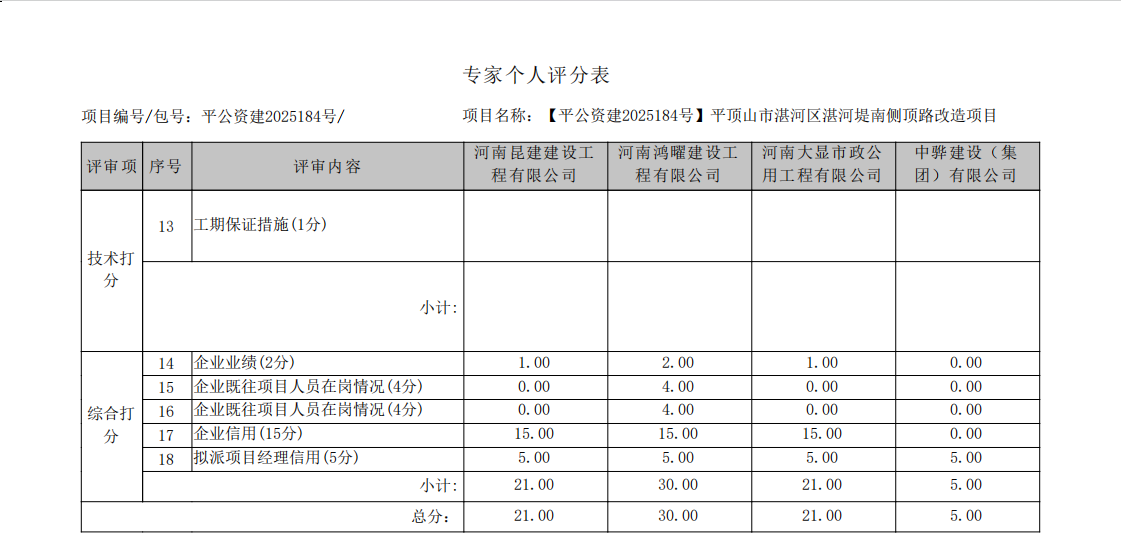 专家个人评分表
项目编号/包号：平公资建2025184号/ 项目名称：【平公资建2025184号】平顶山市湛河区湛河堤南侧顶路改造项目
评审项 序号 评审内容 河南昆建建设工程有限公司 河南鸿曜建设工程有限公司 河南大显市政公用工程有限公司 中骅建设（集团）有限公司
技术打分
13 工期保证措施(1分)
小计:
综合打分
14 企业业绩(2分) 1.00 2.00 1.00 0.00
15 企业既往项目人员在岗情况(4分) 0.00 4.00 0.00 0.00
16 企业既往项目人员在岗情况(4分) 0.00 4.00 0.00 0.00
17 企业信用(15分) 15.00 15.00 15.00 0.00
18 拟派项目经理信用(5分) 5.00 5.00 5.00 5.00
小计: 21.00 30.00 21.00 5.00
总分: 21.00 30.00 21.00 5.00